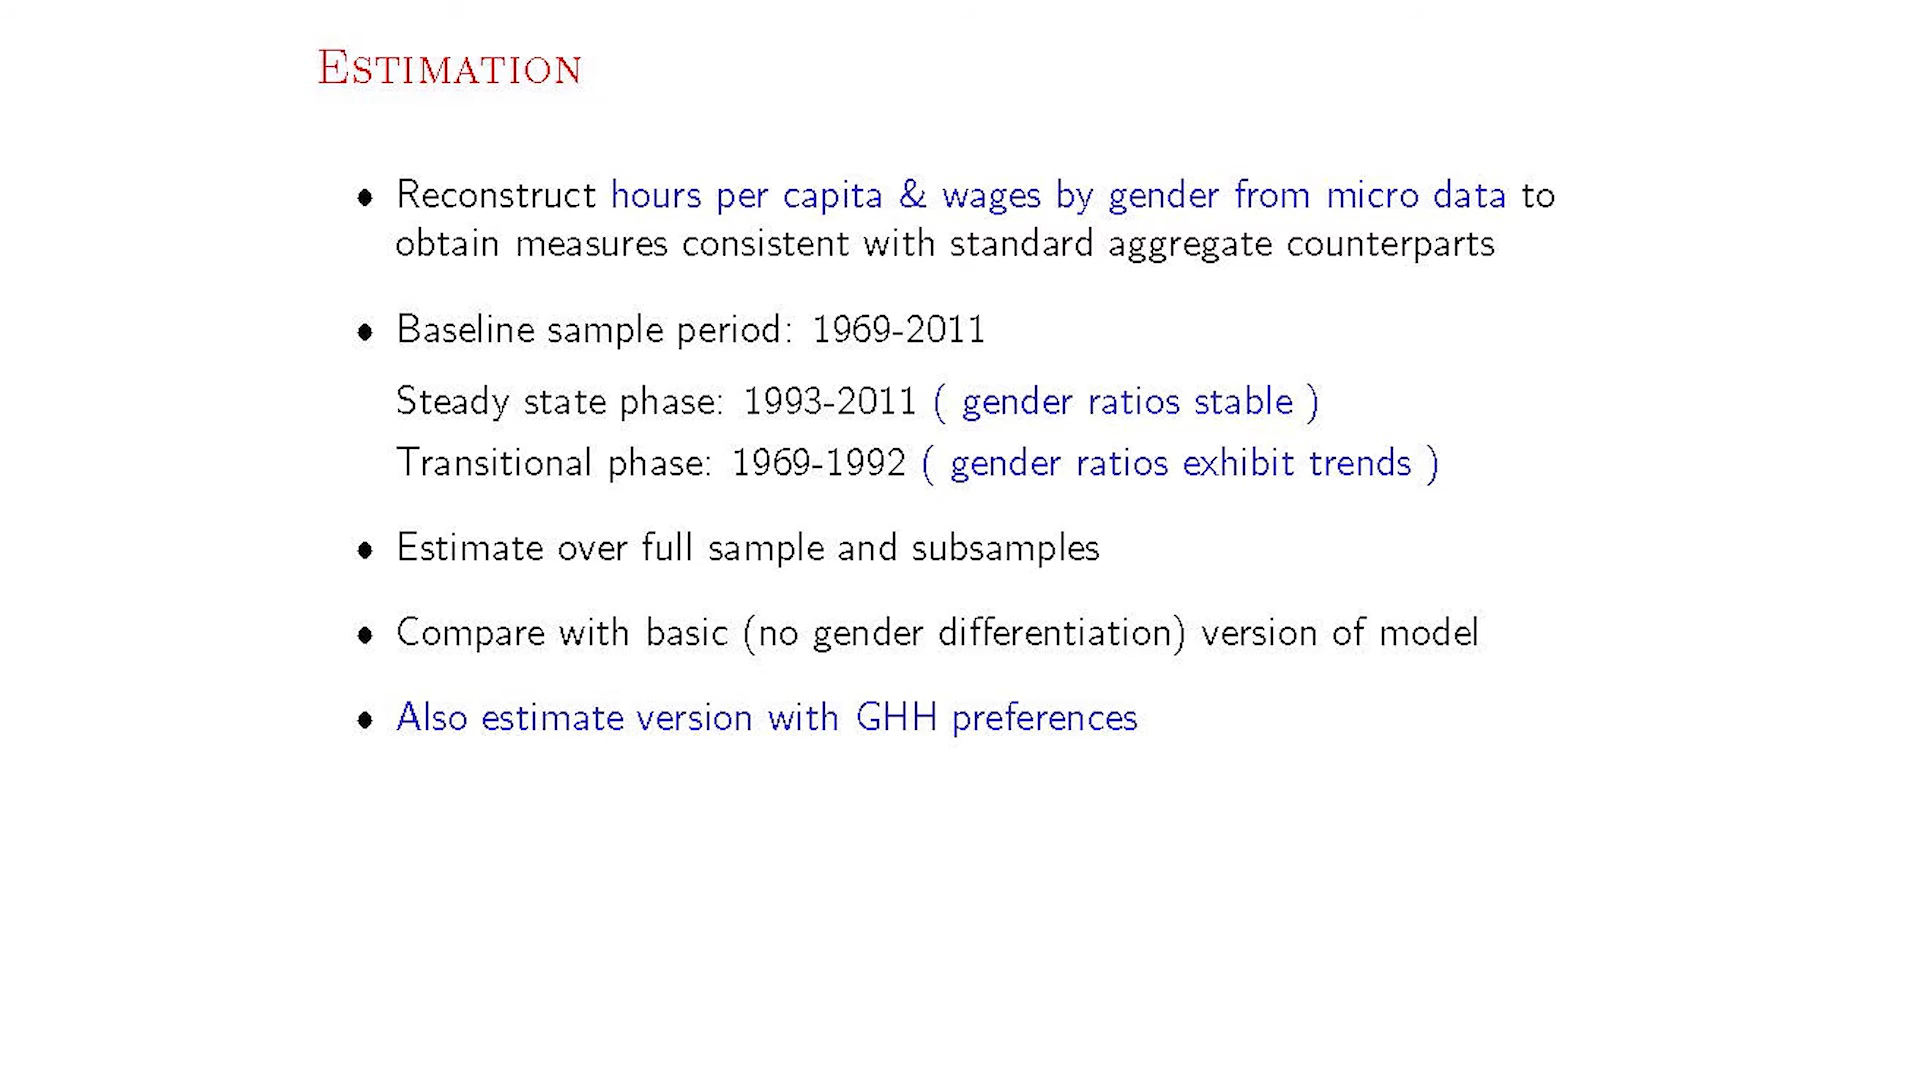 ESTIMATION
• Reconstruct hours per capita & wages by gender from micro data to
obtain measures consistent with standard aggregate counterparts
• Baseline sample period: 1969-2011
Steady state phase: 1993-2011 ( gender ratios stable )
Transitional phase: 1969-1992 ( gender ratios exhibit trends )
• Estimate over full sample and subsamples
• Compare with basic (no gender differentiation) version of model
• Also estimate version with GHH preferences